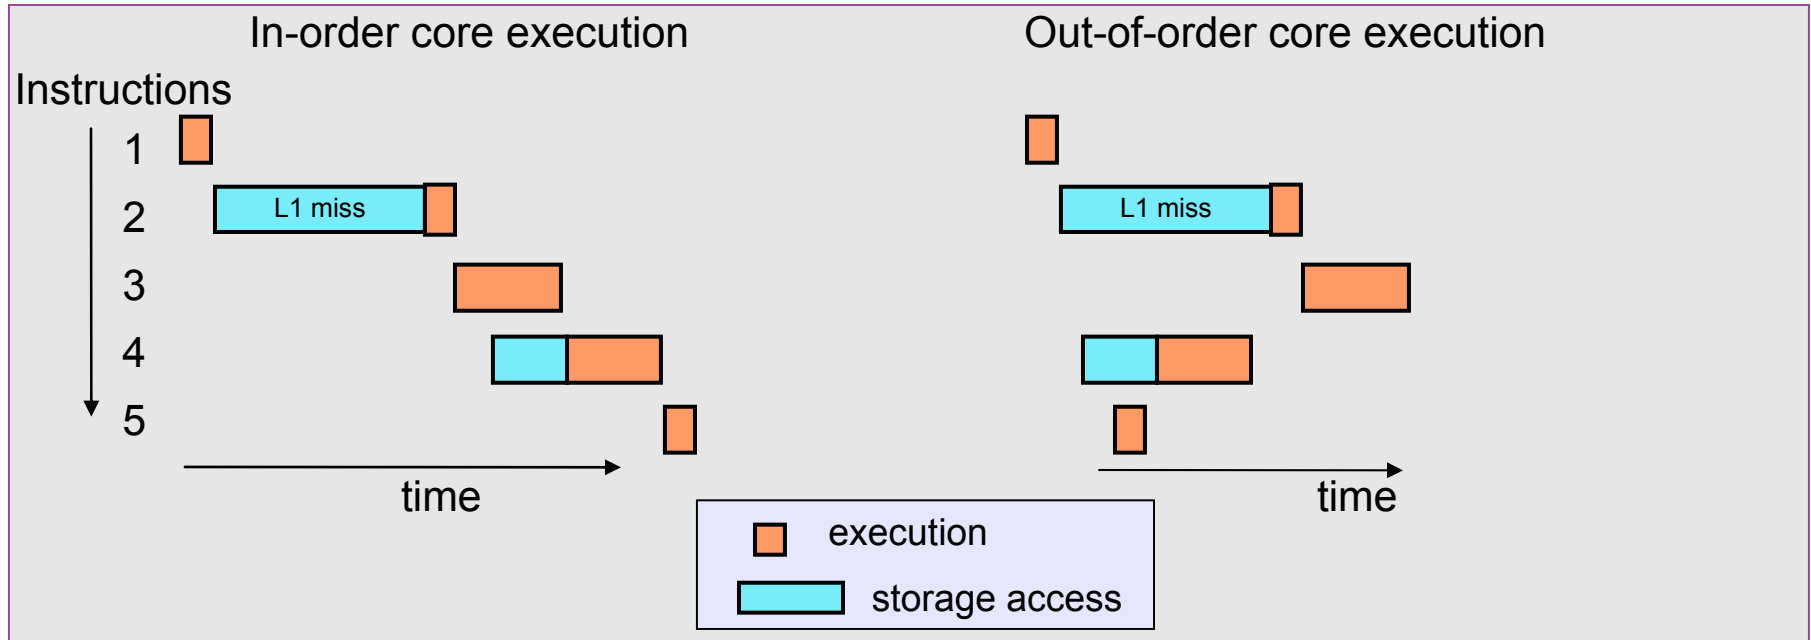 In-order core execution
Out-of-order core execution
Instructions
1
L1 miss
L1 miss
2
3
4
5
time
time
execution
storage access